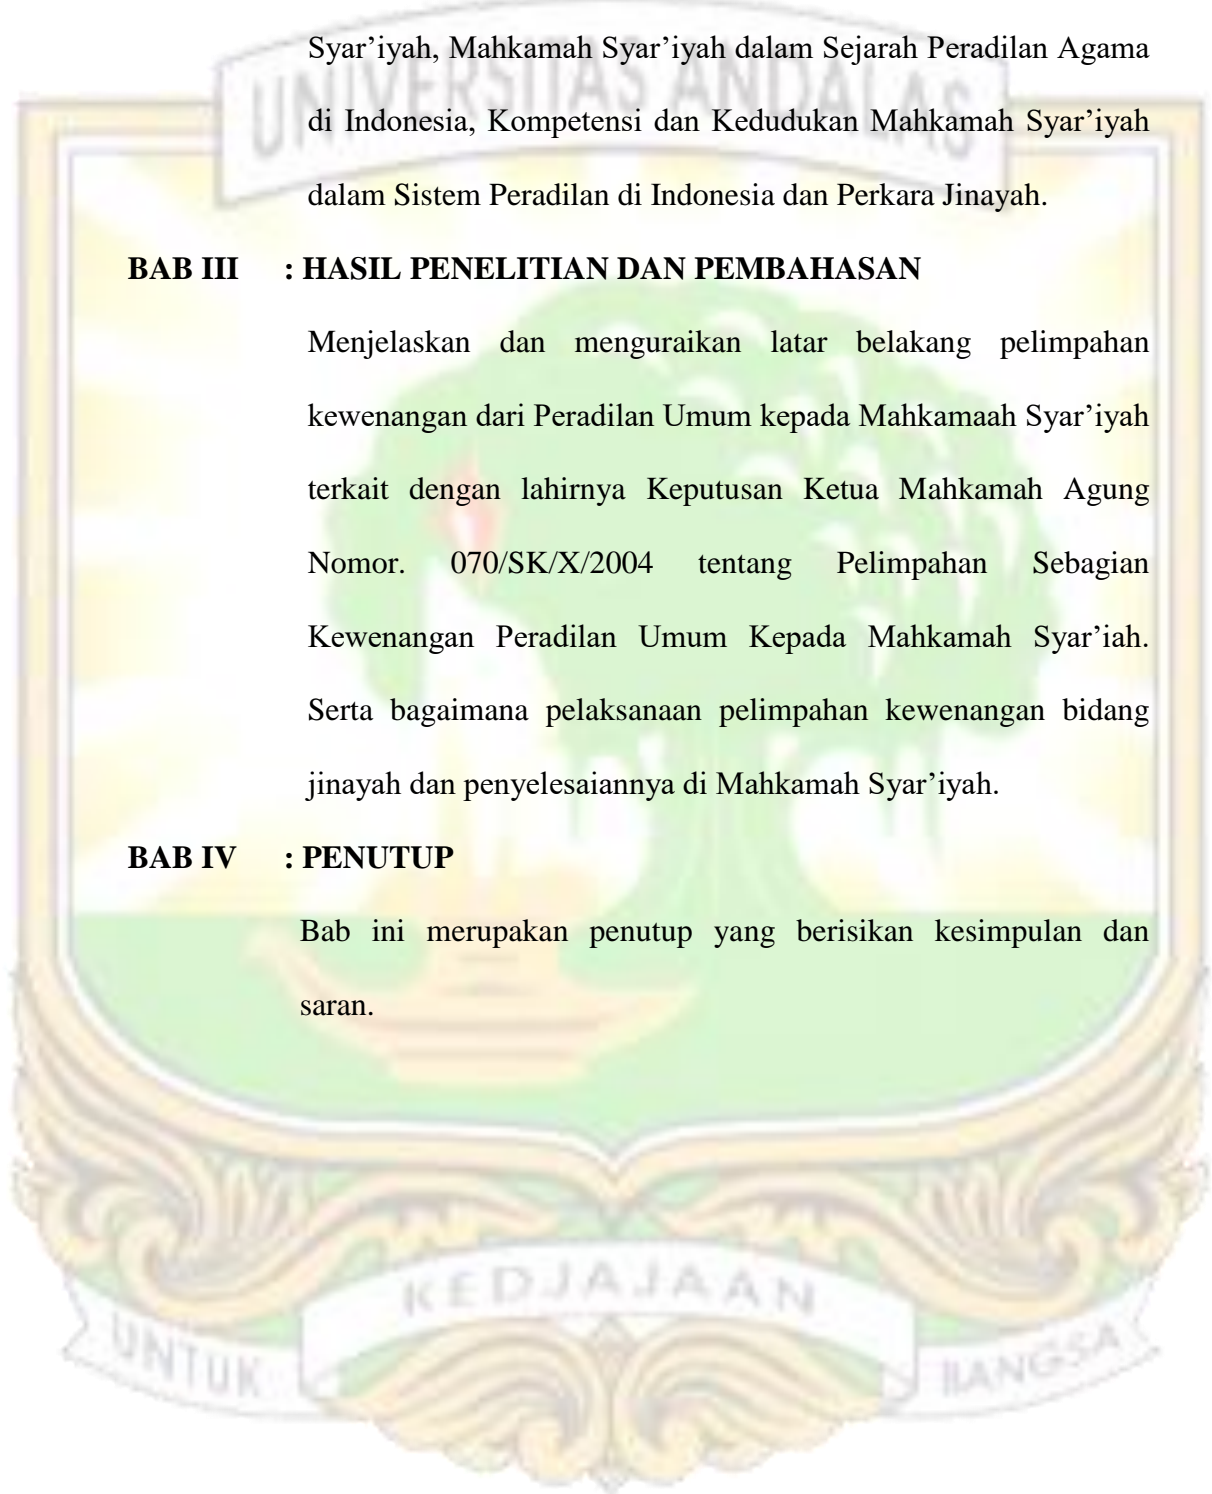 UNIVERSITAS ANDALAS
Syar’iyah, Mahkamah Syar’iyah dalam Sejarah Peradilan Agama
di Indonesia, Kompetensi dan Kedudukan Mahkamah Syar’iyah
dalam Sistem Peradilan di Indonesia dan Perkara Jinayah.
BAB III : HASIL PENELITIAN DAN PEMBAHASAN
Menjelaskan dan menguraikan latar belakang pelimpahan
kewenangan dari Peradilan Umum kepada Mahkamaah Syar’iyah
terkait dengan lahirnya Keputusan Ketua Mahkamah Agung
Nomor. 070/SK/X/2004 tentang Pelimpahan Sebagian
Kewenangan Peradilan Umum Kepada Mahkamah Syar’iah.
Serta bagaimana pelaksanaan pelimpahan kewenangan bidang
jinayah dan penyelesaiannya di Mahkamah Syar’iyah.
BAB IV : PENUTUP
Bab ini merupakan penutup yang berisikan kesimpulan dan
saran.
UNTUK KEDJAJAAN BANGSA